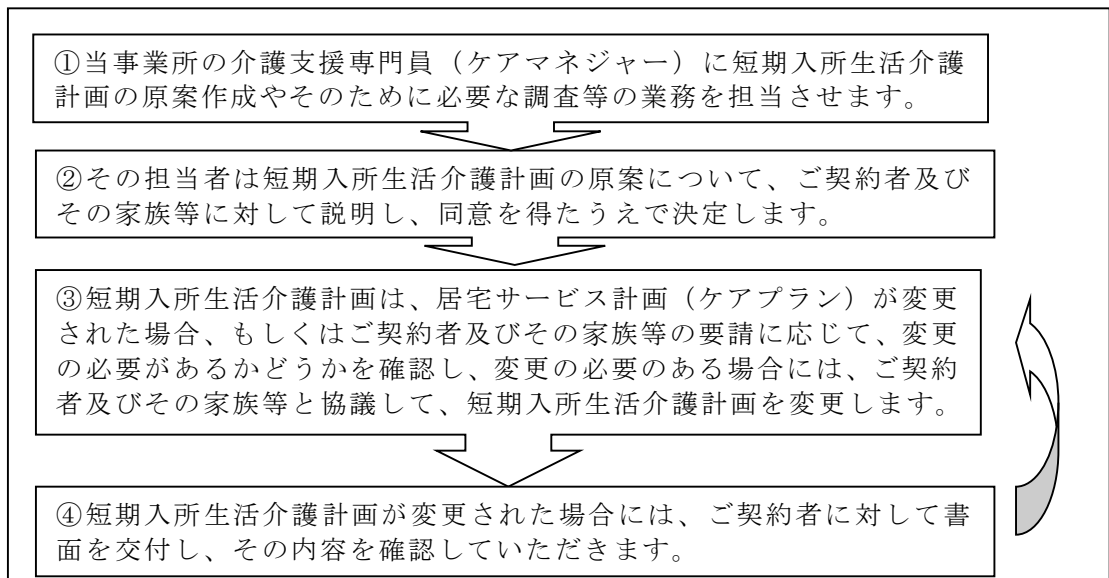 ①当事業所の介護支援専門員（ケアマネジャー）に短期入所生活介護
計画の原案作成やそのために必要な調査等の業務を担当させます。
②その担当者は短期入所生活介護計画の原案について、ご契約者及び
その家族等に対して説明し、同意を得たうえで決定します。
③短期入所生活介護計画は、居宅サービス計画（ケアプラン）が変更
された場合、もしくはご契約者及びその家族等の要請に応じて、変更
の必要があるかどうかを確認し、変更の必要のある場合には、ご契約
者及びその家族等と協議して、短期入所生活介護計画を変更します。
④短期入所生活介護計画が変更された場合には、ご契約者に対して書
面を交付し、その内容を確認していただきます。